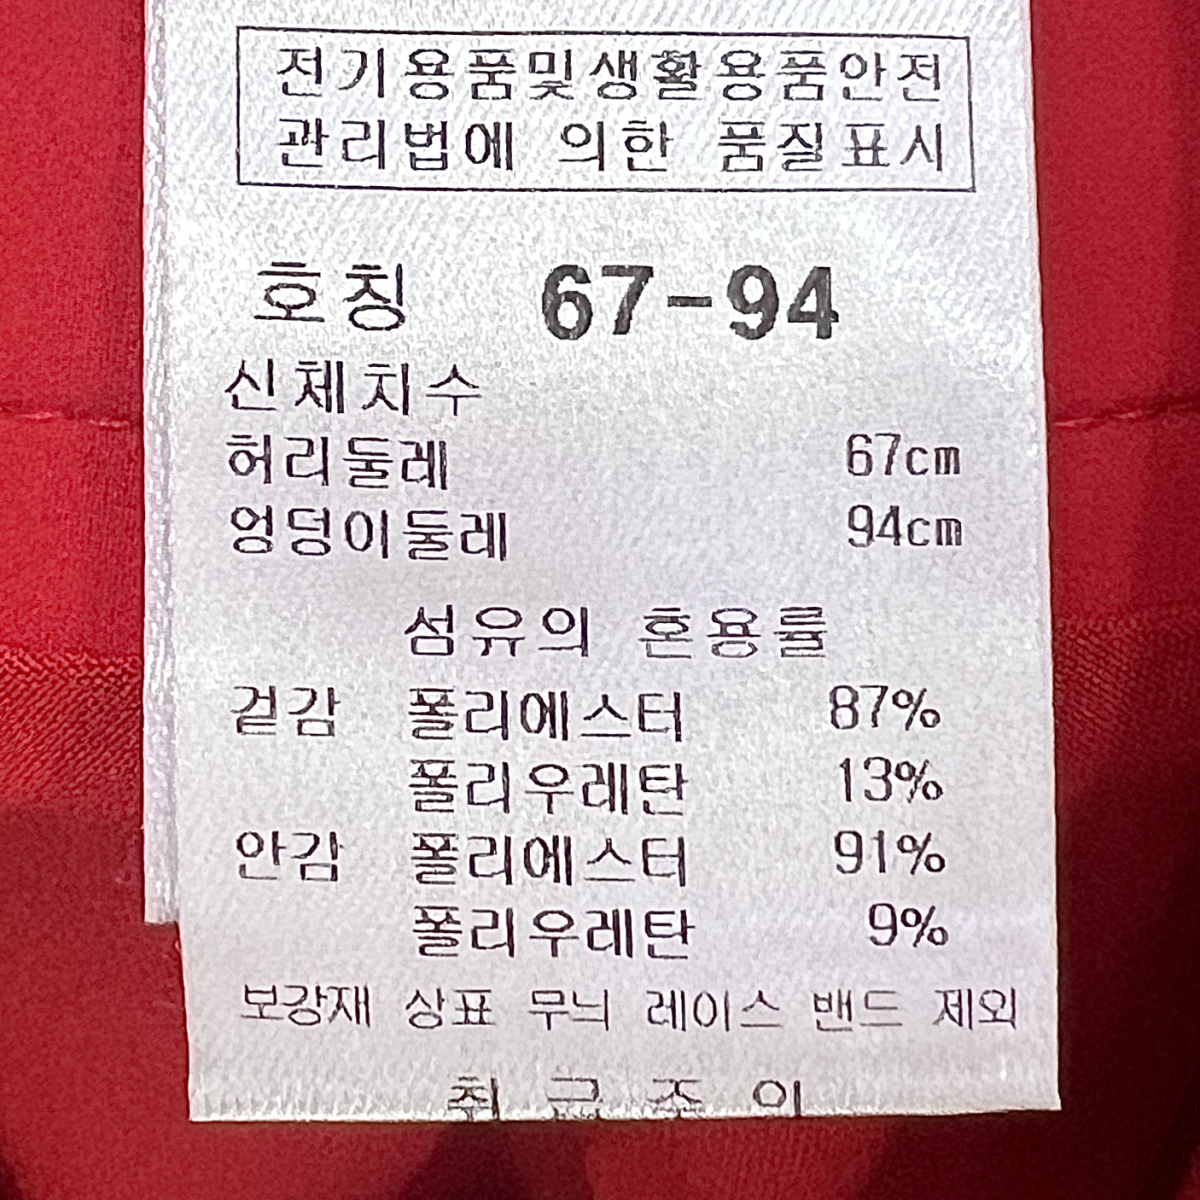 전기용품및생활용품안전
관리법에 의한 품질표시
호칭 67-94
신체치수
허리둘레 67cm
엉덩이둘레 94cm
섬유의 혼용률
겉감 폴리에스터 87%
폴리우레탄 13%
안감 폴리에스터 91%
폴리우레탄 9%
보강재 상표 무늬 레이스 밴드 제외